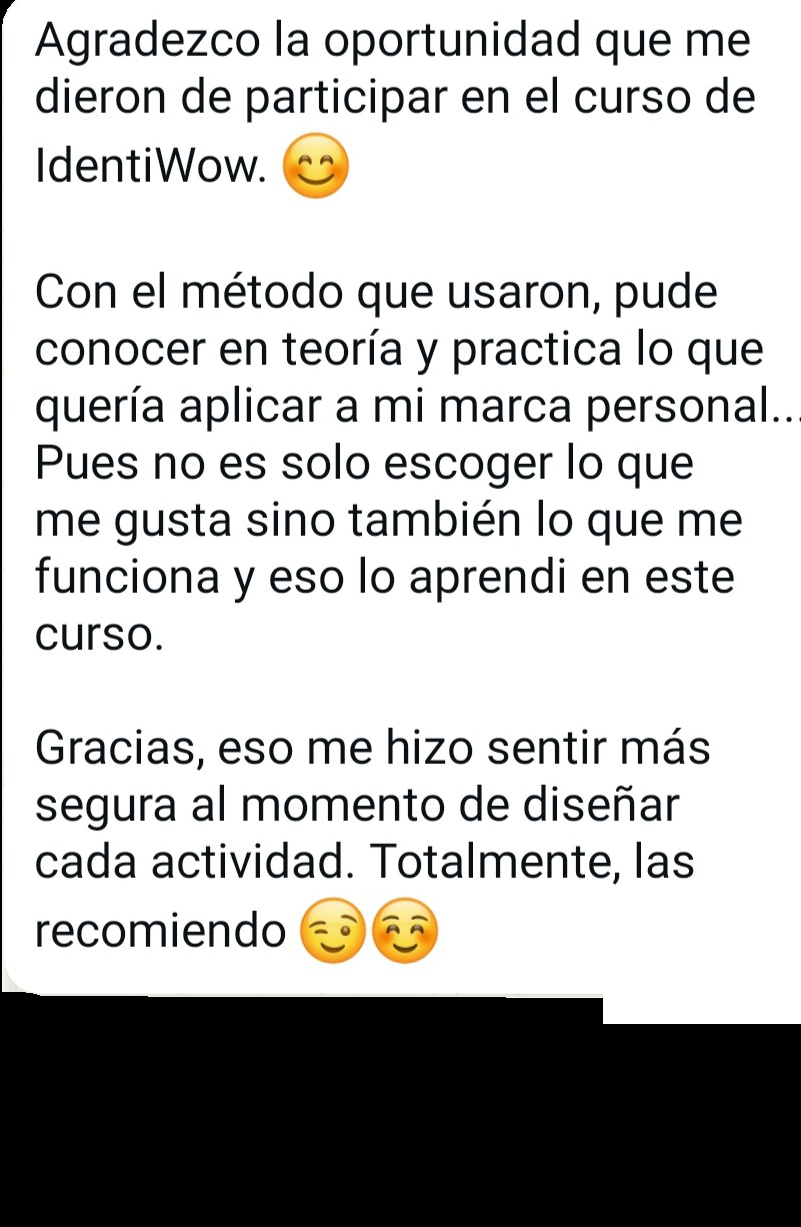 Agradezco la oportunidad que me
dieron de participar en el curso de
IdentiWow. 😊
Con el método que usaron, pude
conocer en teoría y practica lo que
quería aplicar a mi marca personal...
Pues no es solo escoger lo que
me gusta sino también lo que me
funciona y eso lo aprendi en este
curso.
Gracias, eso me hizo sentir más
segura al momento de diseñar
cada actividad. Totalmente, las
recomiendo 😉☺️